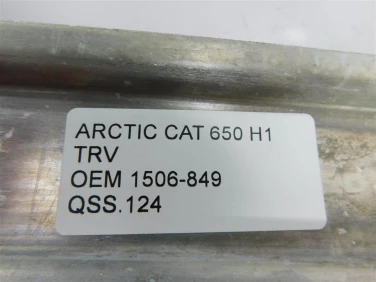 ARCTIC CAT 650 H1
TRV
OEM 1506-849
QSS.124